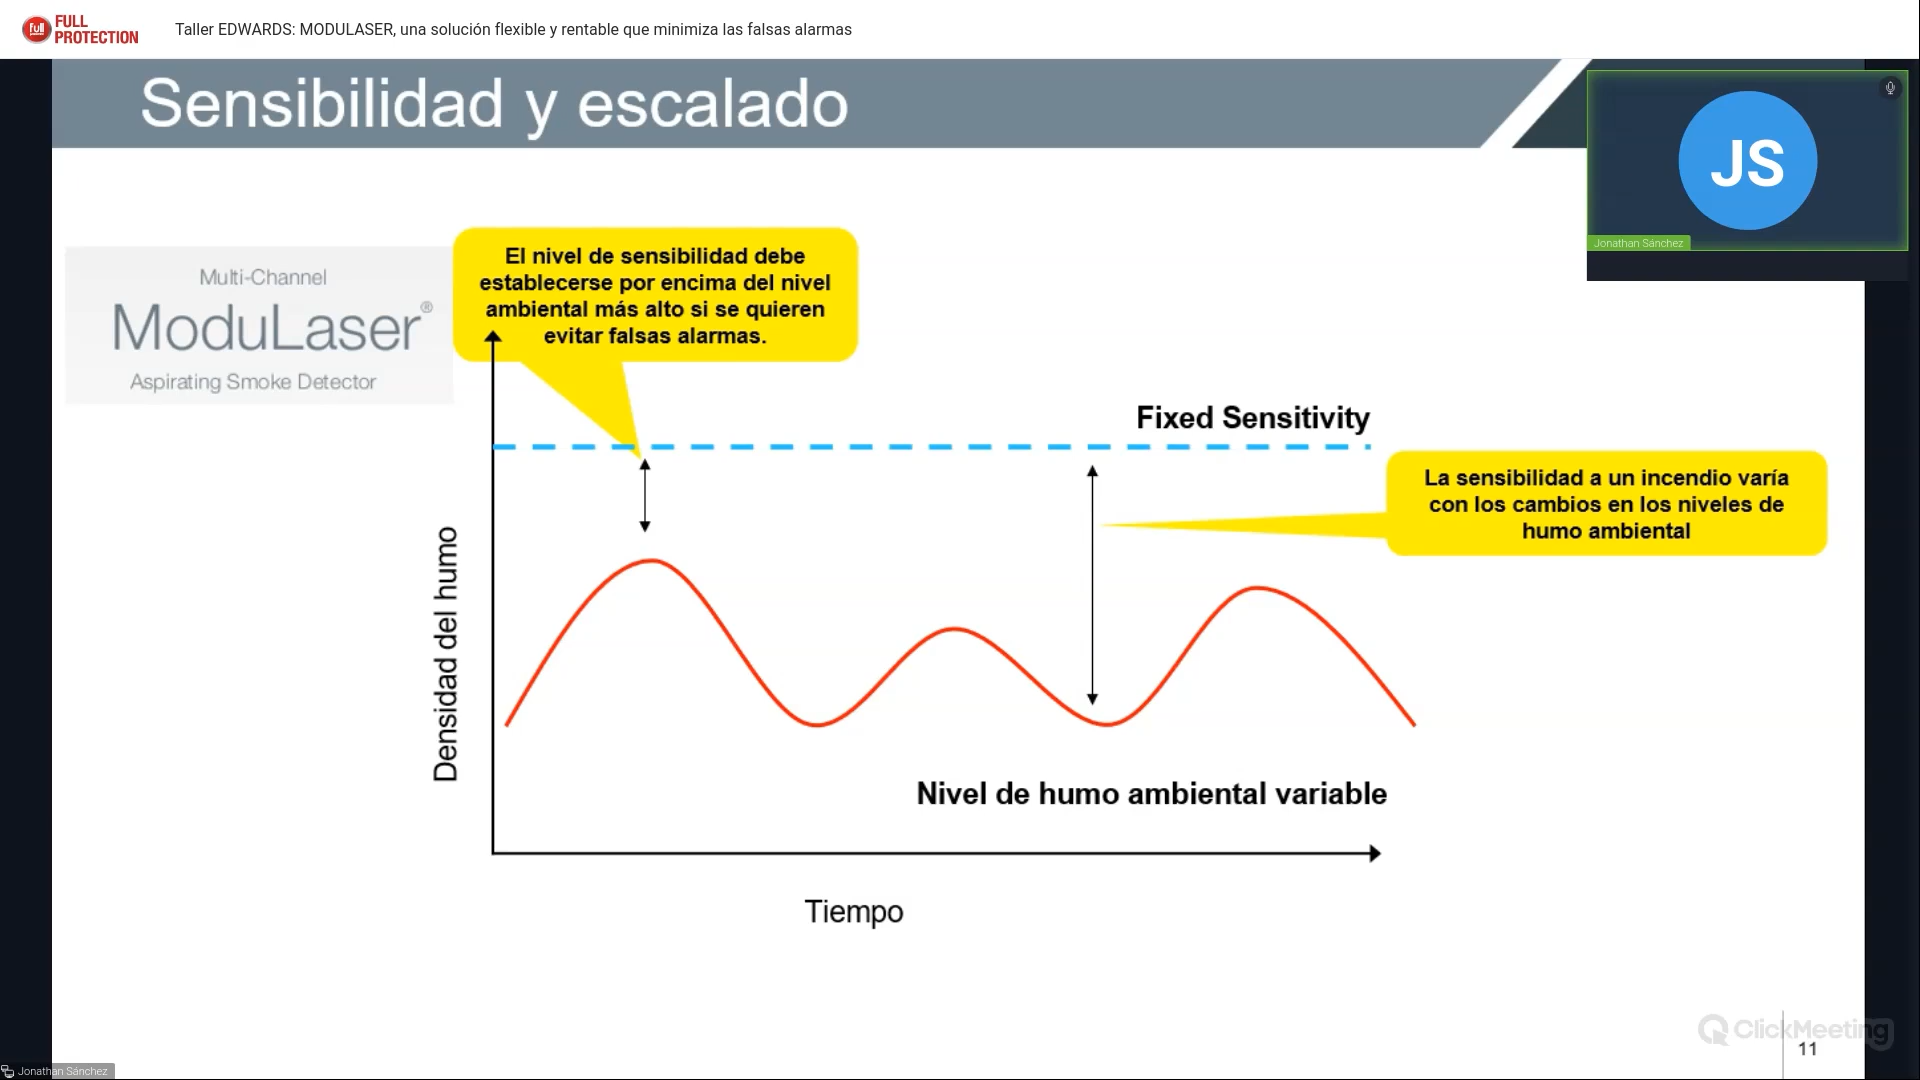 full
FULL
PROTECTION
Taller EDWARDS: MODULASER, una solución flexible y rentable que minimiza las falsas alarmas
Sensibilidad y escalado
JS
Jonathan Sánchez
Multi-Channel
ModuLaser®
Aspirating Smoke Detector
El nivel de sensibilidad debe
establecerse por encima del nivel
ambiental más alto si se quieren
evitar falsas alarmas.
Fixed Sensitivity
La sensibilidad a un incendio varía
con los cambios en los niveles de
humo ambiental
Densidad del humo
Nivel de humo ambiental variable
Tiempo
ClickMeeting
11
Jonathan Sánchez